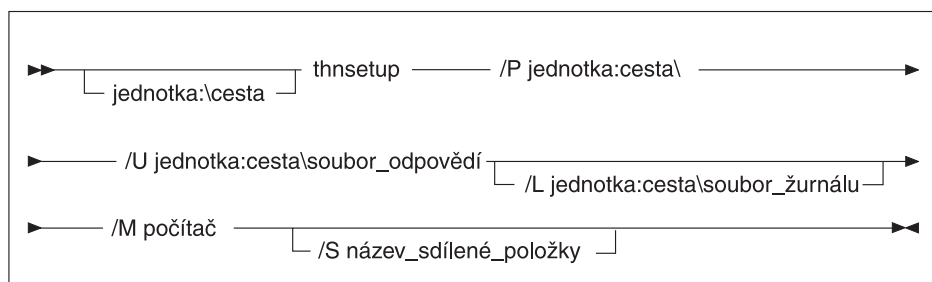 thnsetup /P jednotka:cesta\
jednotka:\cesta
/U jednotka:cesta\soubor_odpovědí
/L jednotka:cesta\soubor_žurnálu
/M počítač
/S název_sdílené_položky